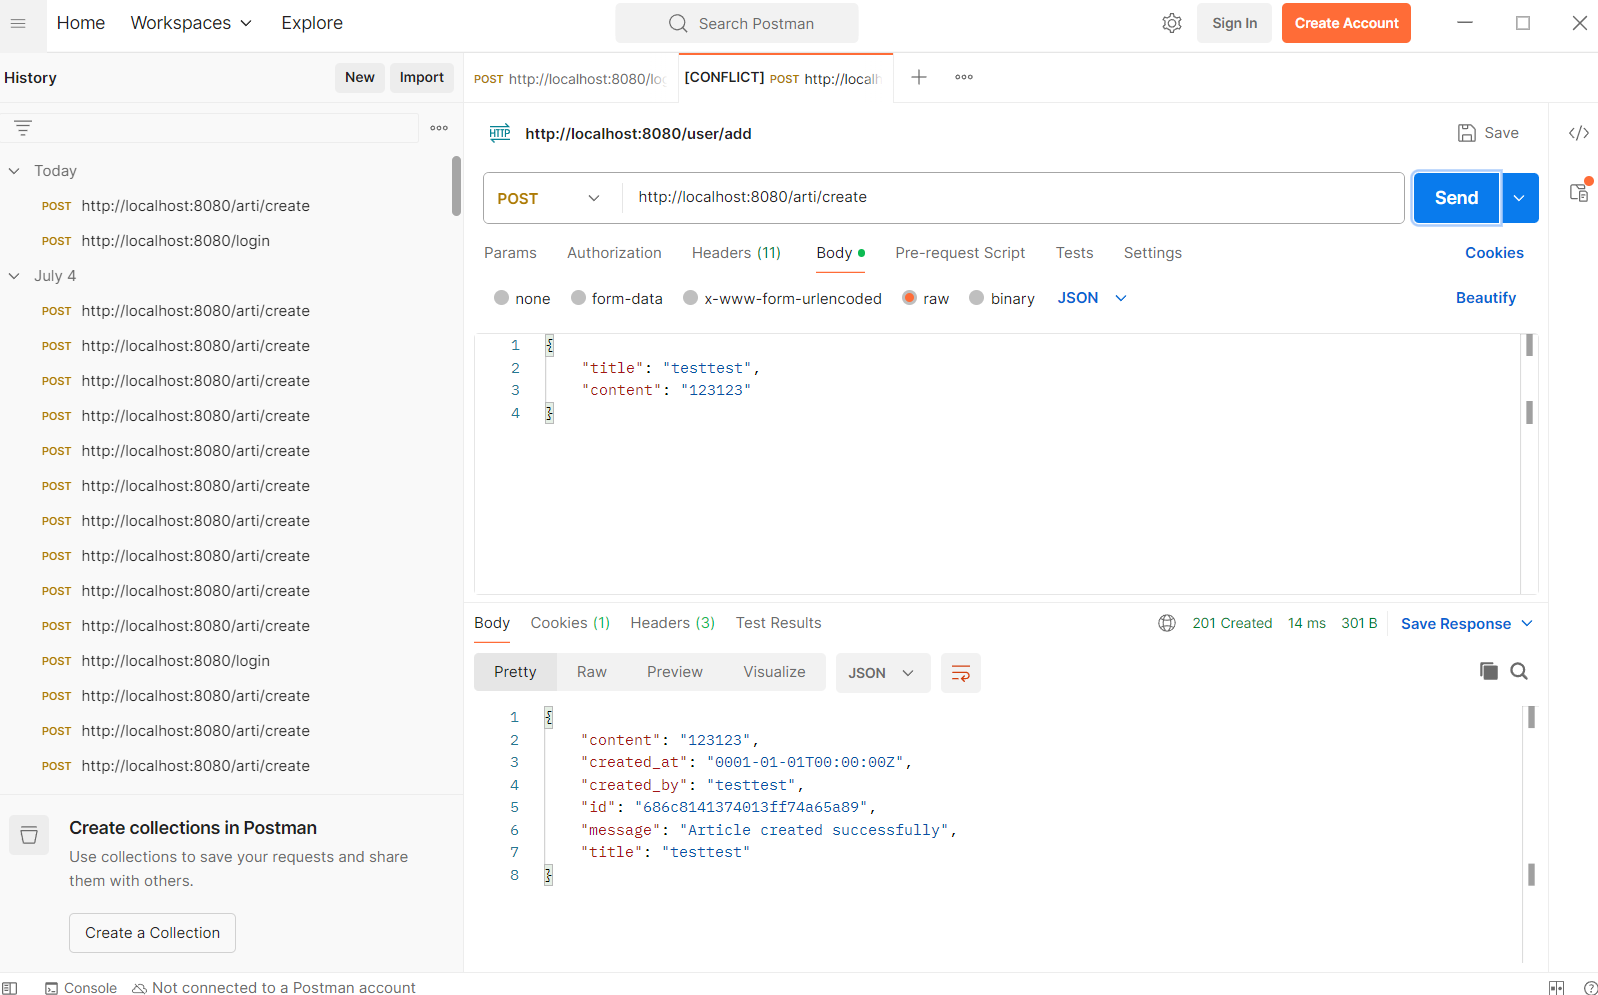 Home Workspaces Explore Search Postman Sign In Create Account
History New Import
POST http://localhost:8080/lo [CONFLICT] POST http://local
Today
POST http://localhost:8080/arti/create
POST http://localhost:8080/login
July 4
POST http://localhost:8080/arti/create
POST http://localhost:8080/arti/create
POST http://localhost:8080/arti/create
POST http://localhost:8080/arti/create
POST http://localhost:8080/arti/create
POST http://localhost:8080/arti/create
POST http://localhost:8080/arti/create
POST http://localhost:8080/arti/create
POST http://localhost:8080/arti/create
POST http://localhost:8080/arti/create
POST http://localhost:8080/login
POST http://localhost:8080/arti/create
POST http://localhost:8080/arti/create
POST http://localhost:8080/arti/create
Create collections in Postman
Use collections to save your requests and share
them with others.
Create a Collection
HTTP http://localhost:8080/user/add Save
POST http://localhost:8080/arti/create Send
Params Authorization Headers (11) Body Pre-request Script Tests Settings Cookies
none form-data x-www-form-urlencoded raw binary JSON Beautify
1 {
2 "title": "testtest",
3 "content": "123123"
4 }
Body Cookies (1) Headers (3) Test Results 201 Created 14 ms 301 B Save Response
Pretty Raw Preview Visualize JSON
1 {
2 "content": "123123",
3 "created_at": "0001-01-01T00:00:00Z",
4 "created_by": "testtest",
5 "id": "686c8141374013ff74a65a89",
6 "message": "Article created successfully",
7 "title": "testtest"
8 }
Console Not connected to a Postman account